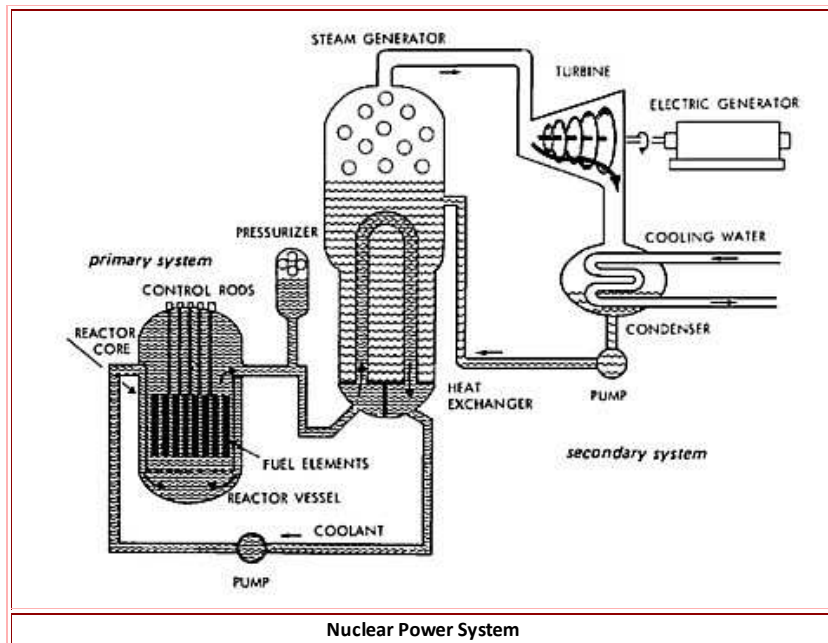 STEAM GENERATOR
TURBINE
ELECTRIC GENERATOR
PRESSURIZER
COOLING WATER
primary system
CONTROL RODS
REACTOR
CORE
CONDENSER
HEAT
EXCHANGER
PUMP
FUEL ELEMENTS
secondary system
REACTOR VESSEL
COOLANT
PUMP
Nuclear Power System